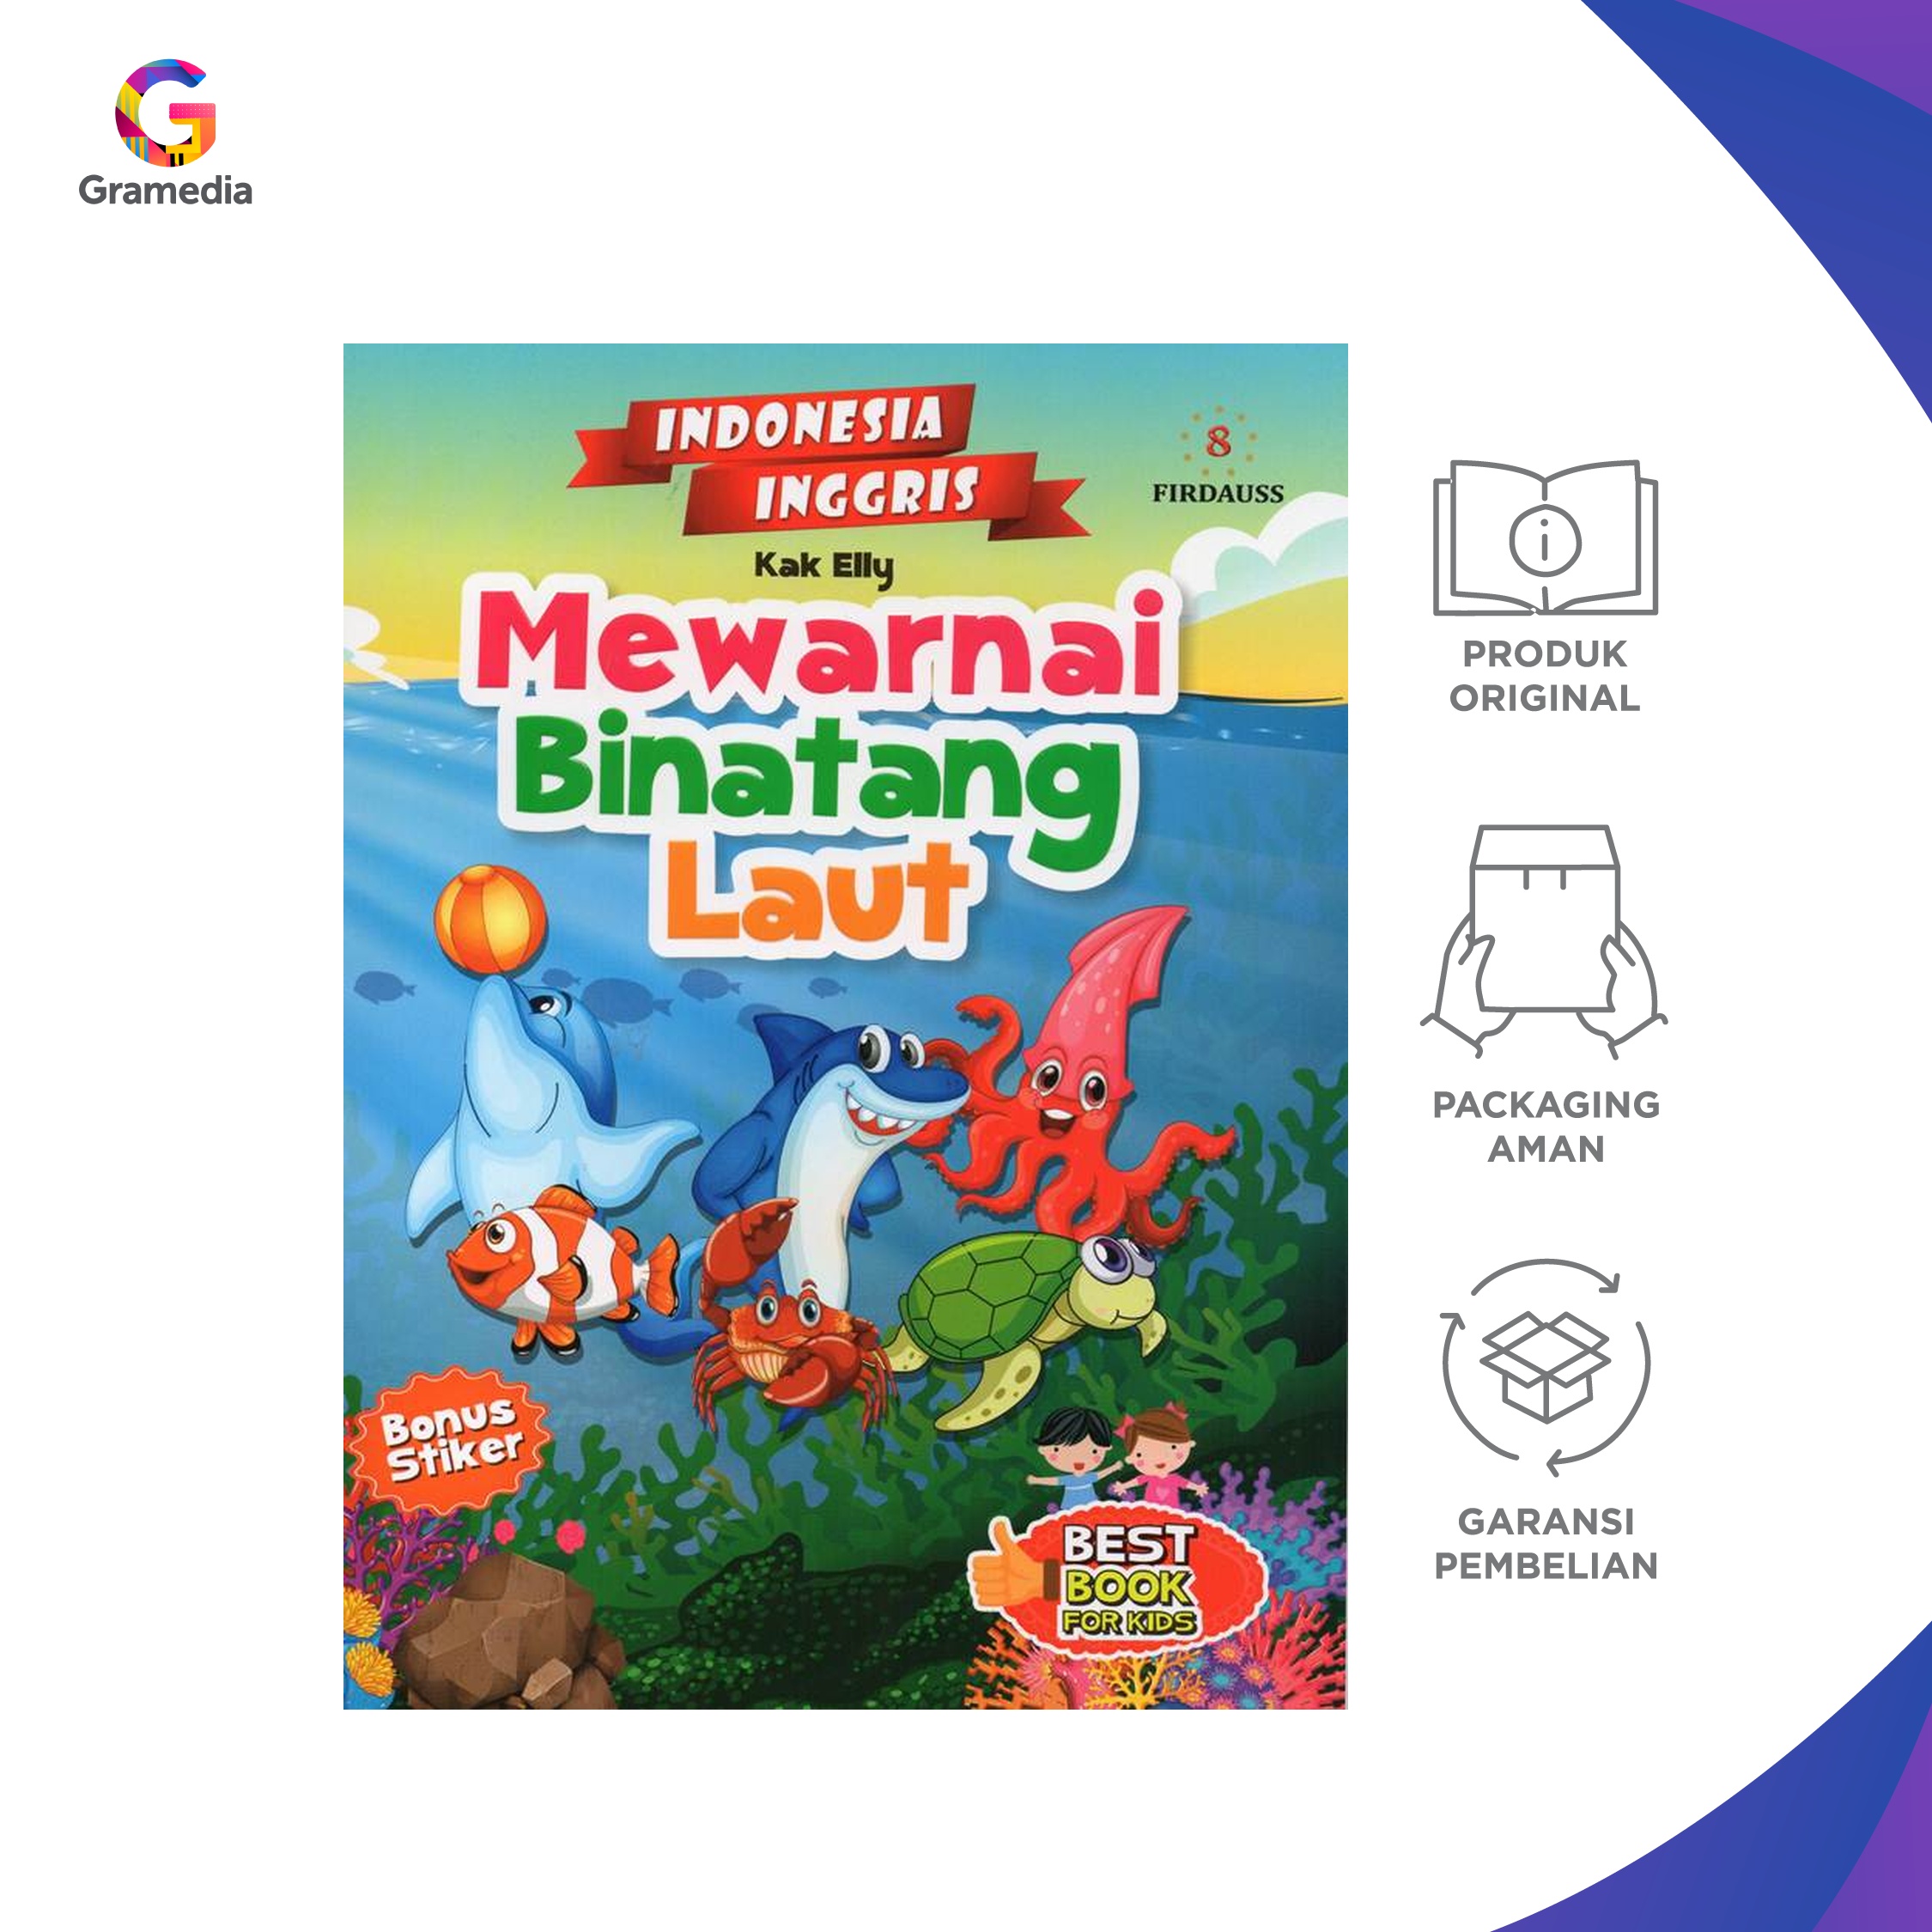 Gramedia
INDONESIA
INGGRIS
8
FIRDAUSS
Kak Elly
Mewarnai
Binatang
Laut
Bonus
Stiker
BEST
BOOK
FOR KIDS
PRODUK
ORIGINAL
PACKAGING
AMAN
GARANSI
PEMBELIAN